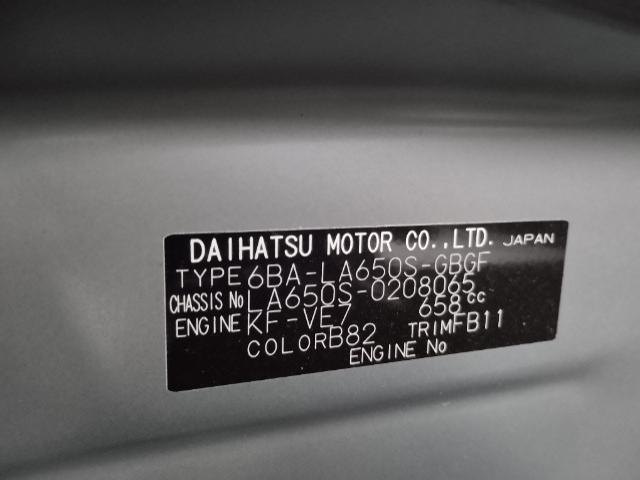 DAIHATSU MOTOR CO.,LTD. JAPAN
TYPE 6BA-LA650S-GBGF
CHASSIS No LA650S-0208065
ENGINE KF-VE7 658cc
COLOR B82 TRIM FB11
ENGINE No